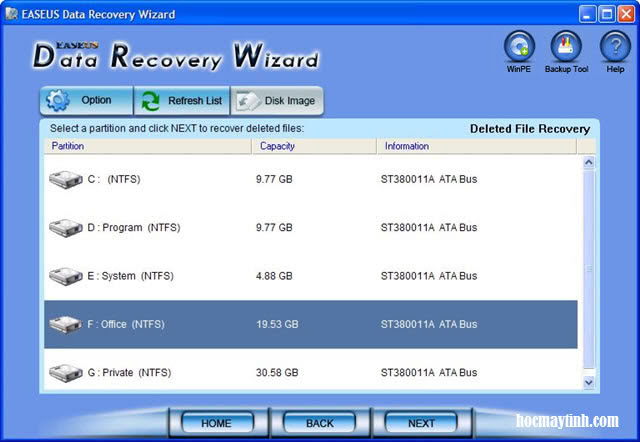 EASEUS Data Recovery Wizard
EASEUS
Data Recovery Wizard
WinPE Backup Tool Help
Option Refresh List Disk Image
Select a partition and click NEXT to recover deleted files: Deleted File Recovery
Partition Capacity Information
C : (NTFS) 9.77 GB ST380011A ATA Bus
D : Program (NTFS) 9.77 GB ST380011A ATA Bus
E : System (NTFS) 4.88 GB ST380011A ATA Bus
F : Office (NTFS) 19.53 GB ST380011A ATA Bus
G : Private (NTFS) 30.58 GB ST380011A ATA Bus
HOME BACK NEXT
hocmaytinh.com